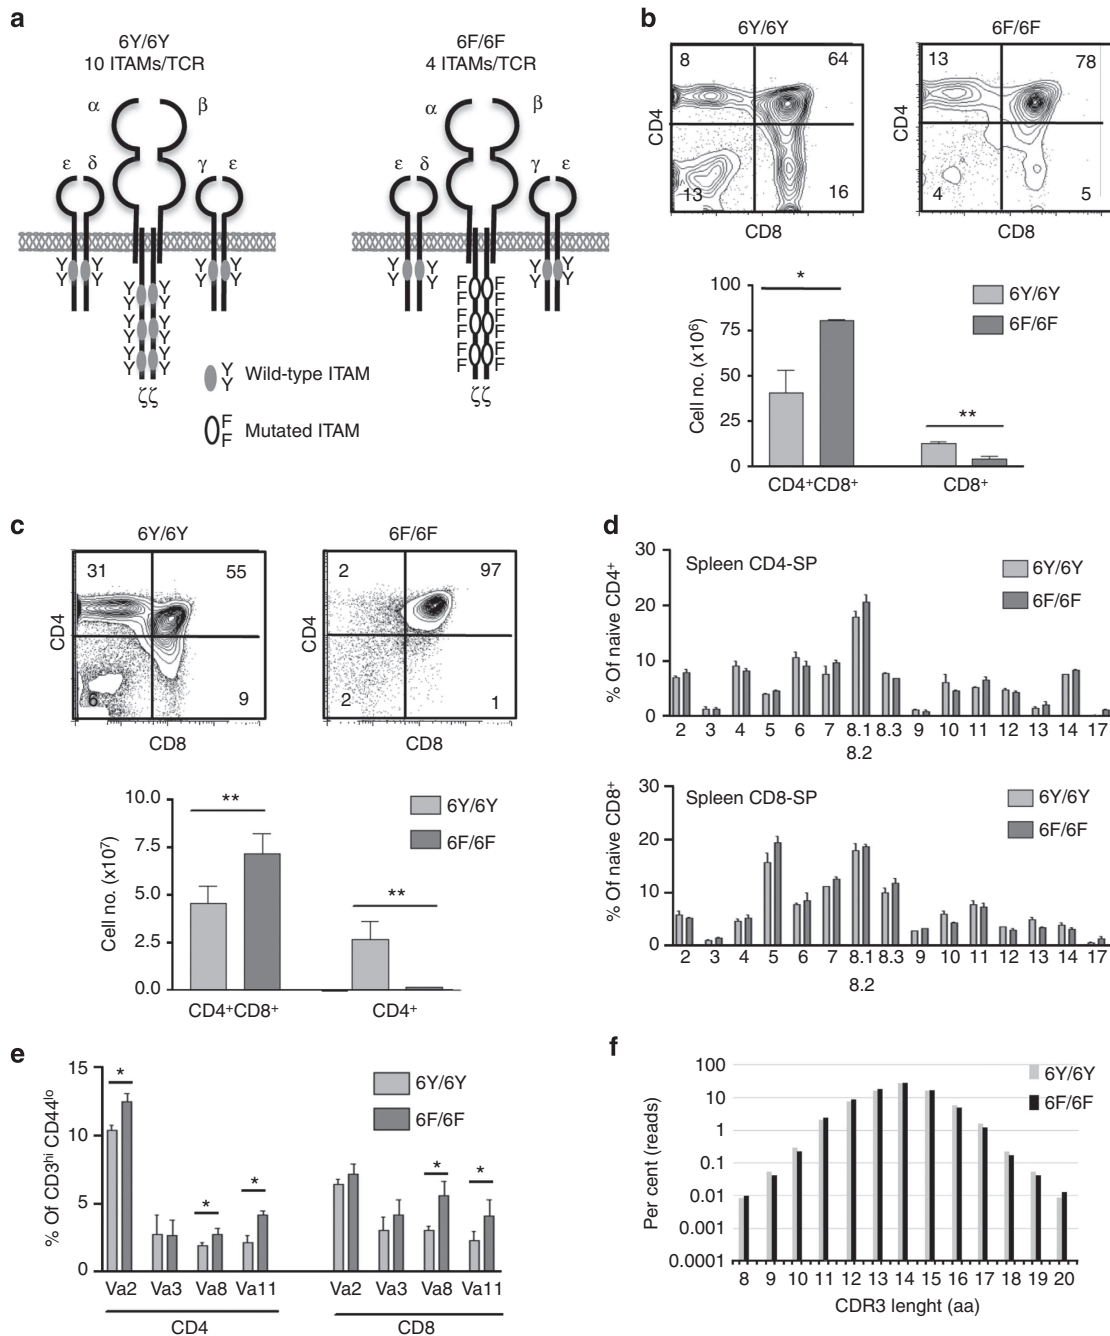 a
6Y/6Y
10 ITAMs/TCR
6F/6F
4 ITAMs/TCR
α β
α β
ε δ γ ε
ε δ γ ε
Y Y Y Y
Y Y Y Y
Y Y
Y Y
Y Y
Y Y
Y Y
Y Y
F F
F F
F F
F F
F F
F F
ζζ
ζζ
Y
Y Wild-type ITAM
F
F Mutated ITAM
b
6Y/6Y
6F/6F
8 64
13 16
13 78
4 5
CD4
CD8
CD4
CD8
Cell no. (x10⁶)
100
75
50
25
0
*
**
6Y/6Y
6F/6F
CD4⁺CD8⁺ CD8⁺
c
6Y/6Y
6F/6F
31 55
6 9
2 97
2 1
CD4
CD8
CD4
CD8
Cell no. (x10⁷)
10.0
7.5
5.0
2.5
0.0
**
**
6Y/6Y
6F/6F
CD4⁺CD8⁺ CD4⁺
d
% Of naive CD4⁺
30
20
10
0
Spleen CD4-SP
6Y/6Y
6F/6F
2 3 4 5 6 7 8.1 8.3 9 10 11 12 13 14 17
8.2
% Of naive CD8⁺
30
20
10
0
Spleen CD8-SP
6Y/6Y
6F/6F
2 3 4 5 6 7 8.1 8.3 9 10 11 12 13 14 17
8.2
e
% Of CD3ʰⁱ CD44ˡᵒ
15
10
5
0
* * * * *
6Y/6Y
6F/6F
Va2 Va3 Va8 Va11 Va2 Va3 Va8 Va11
CD4 CD8
f
Per cent (reads)
100
10
1
0.1
0.01
0.001
0.0001
6Y/6Y
6F/6F
8 9 10 11 12 13 14 15 16 17 18 19 20
CDR3 lenght (aa)